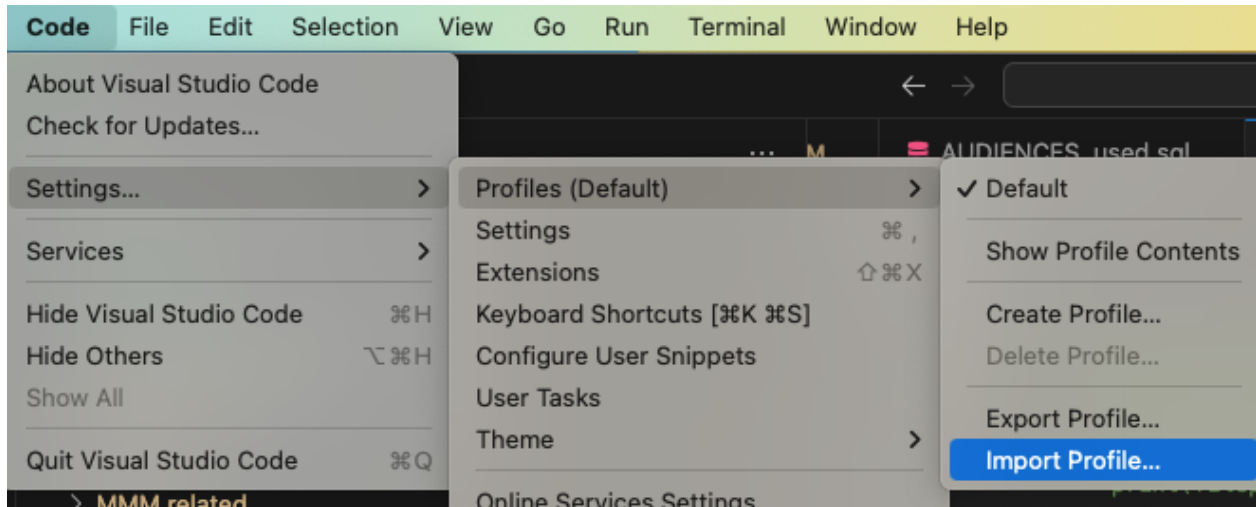 Code File Edit Selection View Go Run Terminal Window Help
About Visual Studio Code
Check for Updates...
Settings...
Services
Hide Visual Studio Code ⌘H
Hide Others ⌥⌘H
Show All
Quit Visual Studio Code ⌘Q
MMM related
... M
AUDIENCES_used.sql
Profiles (Default)
Settings ⌘ ,
Extensions ⇧⌘X
Keyboard Shortcuts [⌘K ⌘S]
Configure User Snippets
User Tasks
Theme
Online Services Settings
✓ Default
Show Profile Contents
Create Profile...
Delete Profile...
Export Profile...
Import Profile...